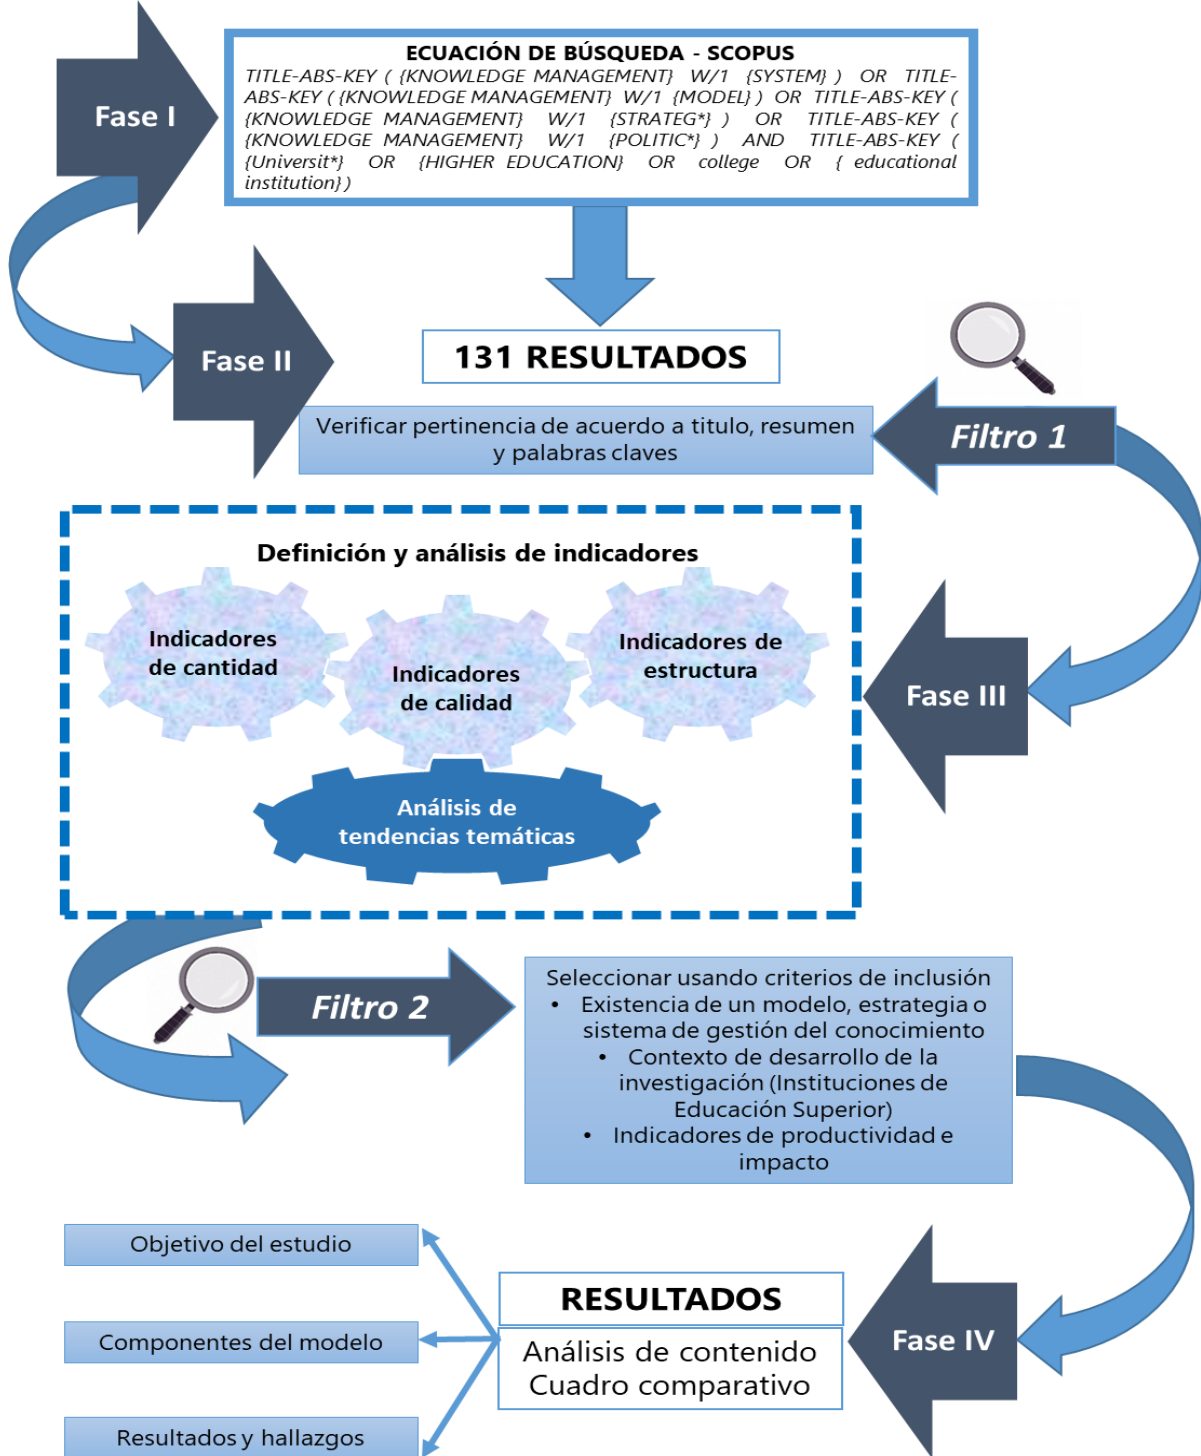 ECUACIÓN DE BÚSQUEDA - SCOPUS
TITLE-ABS-KEY ( {KNOWLEDGE MANAGEMENT} W/1 {SYSTEM} ) OR TITLE-
ABS-KEY ( {KNOWLEDGE MANAGEMENT} W/1 {MODEL} ) OR TITLE-ABS-KEY (
{KNOWLEDGE MANAGEMENT} W/1 {STRATEG*} ) OR TITLE-ABS-KEY (
{KNOWLEDGE MANAGEMENT} W/1 {POLITIC*} ) AND TITLE-ABS-KEY (
{Universit*} OR {HIGHER EDUCATION} OR college OR { educational
institution} )
Fase I
Fase II
131 RESULTADOS
Verificar pertinencia de acuerdo a titulo, resumen
y palabras claves
Filtro 1
Definición y análisis de indicadores
Indicadores
de cantidad
Indicadores
de calidad
Indicadores de
estructura
Análisis de
tendencias temáticas
Fase III
Filtro 2
Seleccionar usando criterios de inclusión
• Existencia de un modelo, estrategia o
sistema de gestión del conocimiento
• Contexto de desarrollo de la
investigación (Instituciones de
Educación Superior)
• Indicadores de productividad e
impacto
Fase IV
RESULTADOS
Análisis de contenido
Cuadro comparativo
Objetivo del estudio
Componentes del modelo
Resultados y hallazgos